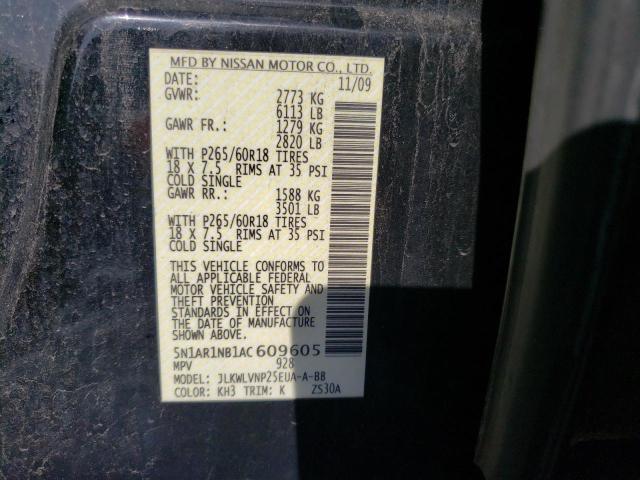 MFD BY NISSAN MOTOR CO., LTD.
DATE: 11/09
GVWR: 2773 KG
6113 LB
GAWR FR.: 1279 KG
2820 LB
WITH P265/60R18 TIRES
18 X 7.5 RIMS AT 35 PSI
COLD SINGLE
GAWR RR.: 1588 KG
3501 LB
WITH P265/60R18 TIRES
18 X 7.5 RIMS AT 35 PSI
COLD SINGLE
THIS VEHICLE CONFORMS TO
ALL APPLICABLE FEDERAL
MOTOR VEHICLE SAFETY AND
THEFT PREVENTION
STANDARDS IN EFFECT ON
DATE OF MANUFACTURE
5N1AR1NB1AC609605
MPV 928
MODEL: JLKWLVNP25EUA-A-BB
COLOR: KH3 TRIM: K ZS30A